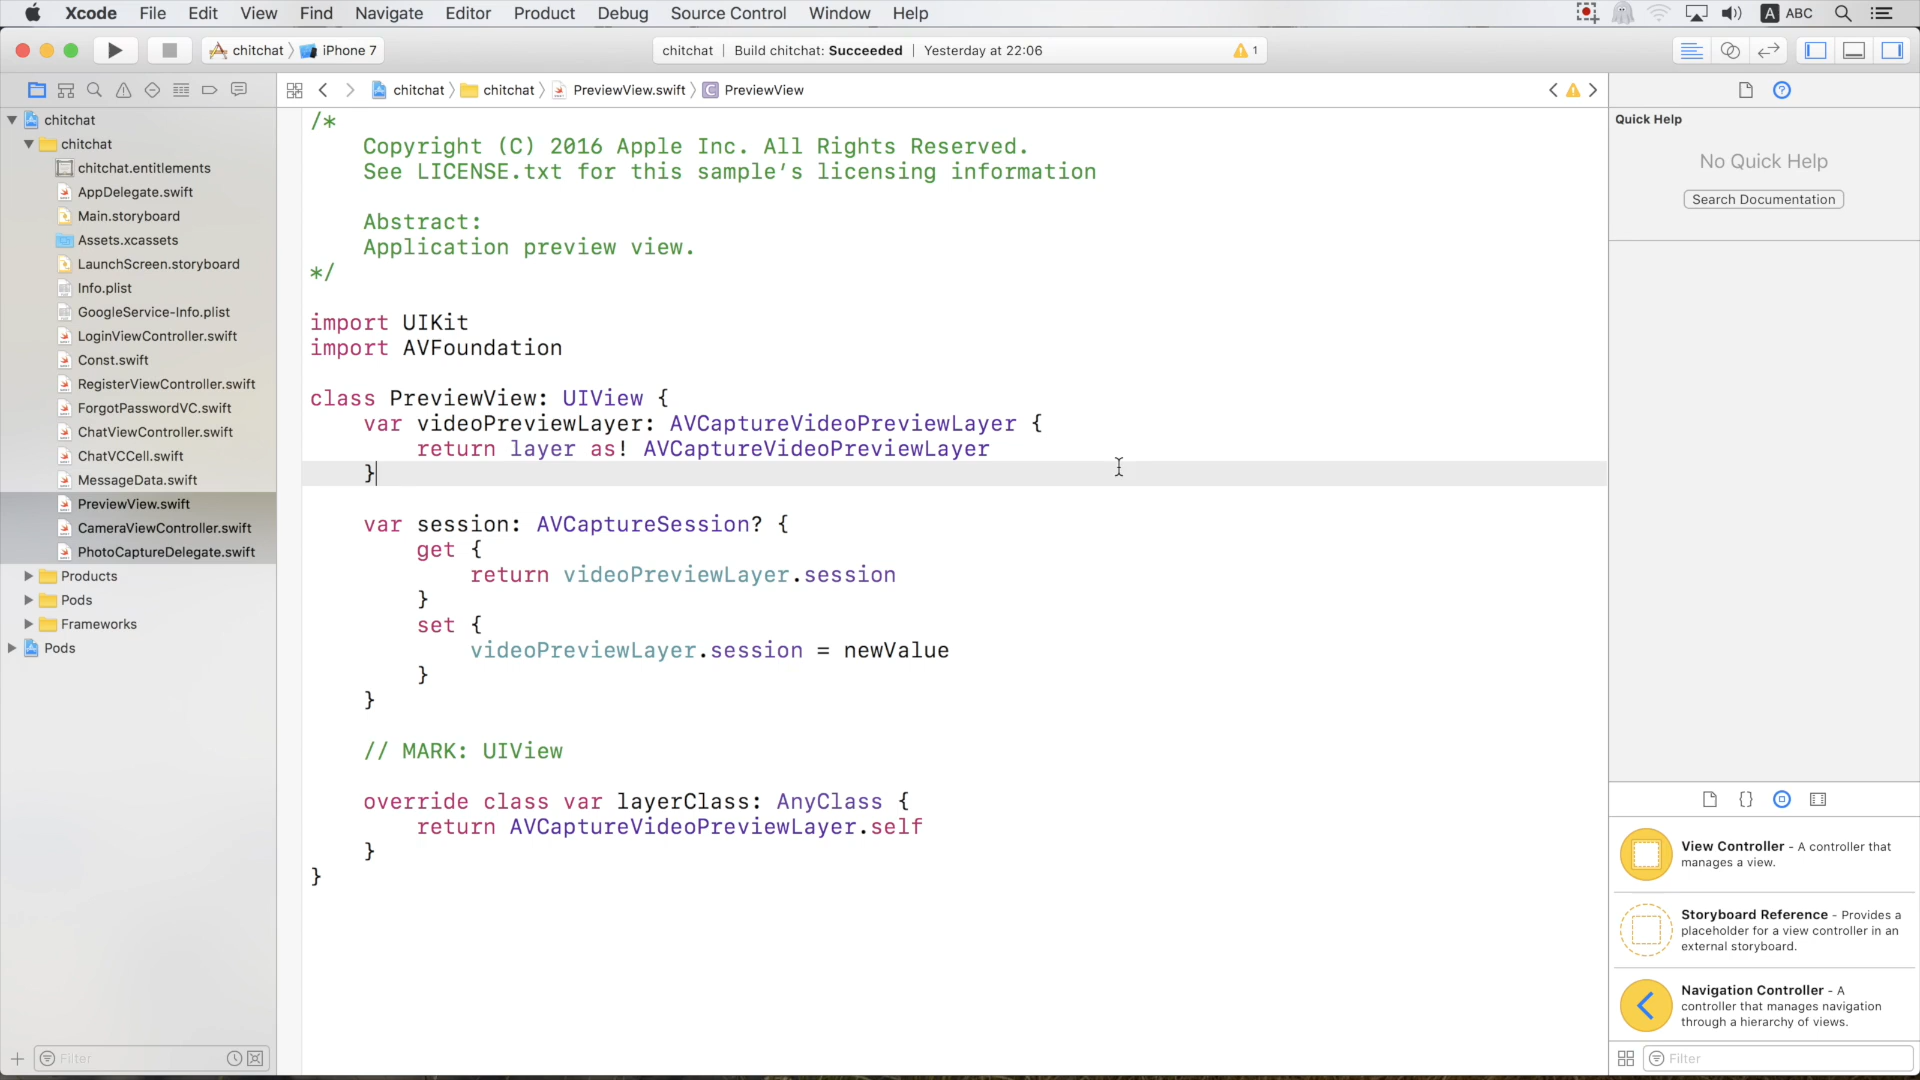 Xcode File Edit View Find Navigate Editor Product Debug Source Control Window Help A ABC
chitchat iPhone 7 chitchat | Build chitchat: Succeeded | Yesterday at 22:06 1
chitchat chitchat PreviewView.swift C PreviewView
chitchat
chitchat
chitchat.entitlements
AppDelegate.swift
Main.storyboard
Assets.xcassets
LaunchScreen.storyboard
Info.plist
GoogleService-Info.plist
LoginViewController.swift
Const.swift
RegisterViewController.swift
ForgotPasswordVC.swift
ChatViewController.swift
ChatVCCell.swift
MessageData.swift
PreviewView.swift
CameraViewController.swift
PhotoCaptureDelegate.swift
Products
Pods
Frameworks
Pods
Filter
/*
Copyright (C) 2016 Apple Inc. All Rights Reserved.
See LICENSE.txt for this sample’s licensing information
Abstract:
Application preview view.
*/
import UIKit
import AVFoundation
class PreviewView: UIView {
var videoPreviewLayer: AVCaptureVideoPreviewLayer {
return layer as! AVCaptureVideoPreviewLayer
}
var session: AVCaptureSession? {
get {
return videoPreviewLayer.session
}
set {
videoPreviewLayer.session = newValue
}
}
// MARK: UIView
override class var layerClass: AnyClass {
return AVCaptureVideoPreviewLayer.self
}
}
Quick Help
No Quick Help
Search Documentation
{}
View Controller - A controller that
manages a view.
Storyboard Reference - Provides a
placeholder for a view controller in an
external storyboard.
Navigation Controller - A
controller that manages navigation
through a hierarchy of views.
Filter